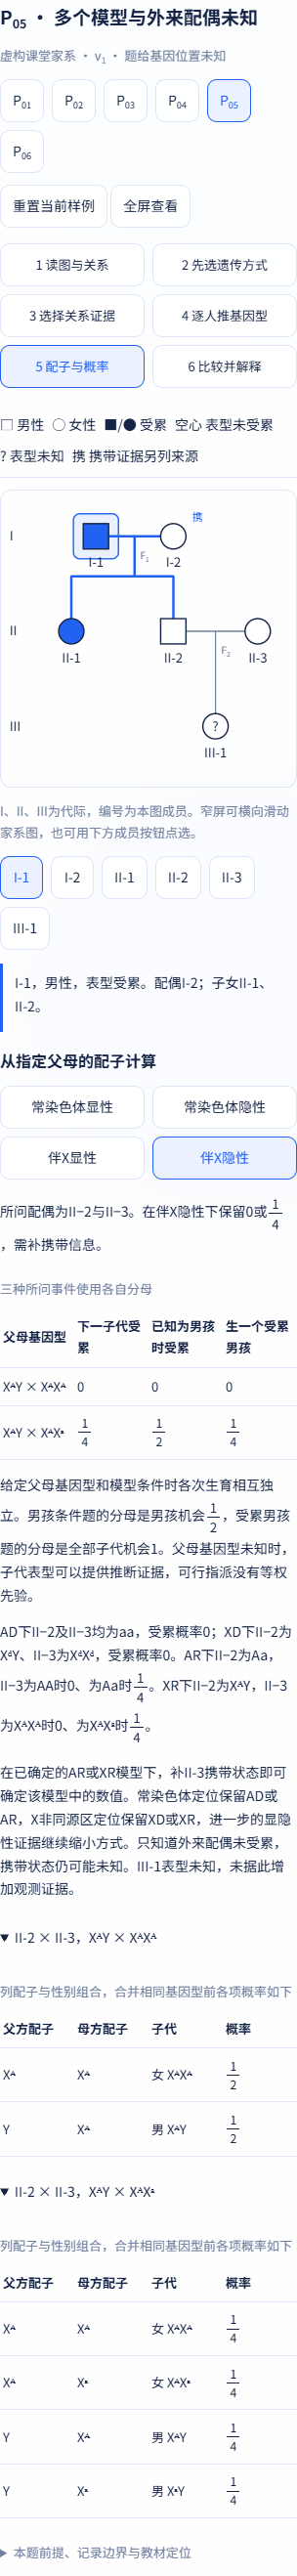 P₀₅ · 多个模型与外来配偶未知
虚构课堂家系 · v₁ · 题给基因位置未知
P₀₁ P₀₂ P₀₃ P₀₄ P₀₅
P₀₆
重置当前样例 全屏查看
1 读图与关系 2 先选遗传方式
3 选择关系证据 4 逐人推基因型
5 配子与概率 6 比较并解释
□ 男性 ○ 女性 ■/● 受累 空心 表型未受累
? 表型未知 携 携带证据另列来源
携
I
F₁
I-1 I-2
II
F₂
II-1 II-2 II-3
III ?
III-1
I、II、III为代际，编号为本图成员。窄屏可横向滑动
家系图，也可用下方成员按钮点选。
I-1 I-2 II-1 II-2 II-3
III-1
I-1，男性，表型受累。配偶I-2；子女II-1、
II-2。
从指定父母的配子计算
常染色体显性 常染色体隐性
伴X显性 伴X隐性
所问配偶为II−2与II−3。在伴X隐性下保留0或1/4
，需补携带信息。
三种所问事件使用各自分母
父母基因型 下一子代受累 已知为男孩时受累 生一个受累男孩
XᴬY × XᴬXᴬ 0 0 0
XᴬY × XᴬXᵃ 1/4 1/2 1/4
给定父母基因型和模型条件时各次生育相互独
立。男孩条件题的分母是男孩机会1/2，受累男孩
题的分母是全部子代机会1。父母基因型未知时，
子代表型可以提供推断证据，可行指派没有等权
先验。
AD下II−2及II−3均为aa，受累概率0；XD下II−2为
XᵈY、II−3为XᵈXᵈ，受累概率0。AR下II−2为Aa，
II−3为AA时0、为Aa时1/4。XR下II−2为XᴬY，II−3
为XᴬXᴬ时0、为XᴬXᵃ时1/4。
在已确定的AR或XR模型下，补II-3携带状态即可
确定该模型中的数值。常染色体定位保留AD或
AR，X非同源区定位保留XD或XR，进一步的显隐
性证据继续缩小方式。只知道外来配偶未受累，
携带状态仍可能未知。III-1表型未知，未据此增
加观测证据。
▼ II-2 × II-3，XᴬY × XᴬXᴬ
列配子与性别组合，合并相同基因型前各项概率如下
父方配子 母方配子 子代 概率
Xᴬ Xᴬ 女 XᴬXᴬ 1/2
Y Xᴬ 男 XᴬY 1/2
▼ II-2 × II-3，XᴬY × XᴬXᵃ
列配子与性别组合，合并相同基因型前各项概率如下
父方配子 母方配子 子代 概率
Xᴬ Xᴬ 女 XᴬXᴬ 1/4
Xᴬ Xᵃ 女 XᴬXᵃ 1/4
Y Xᴬ 男 XᴬY 1/4
Y Xᵃ 男 XᵃY 1/4
▶ 本题前提、记录边界与教材定位